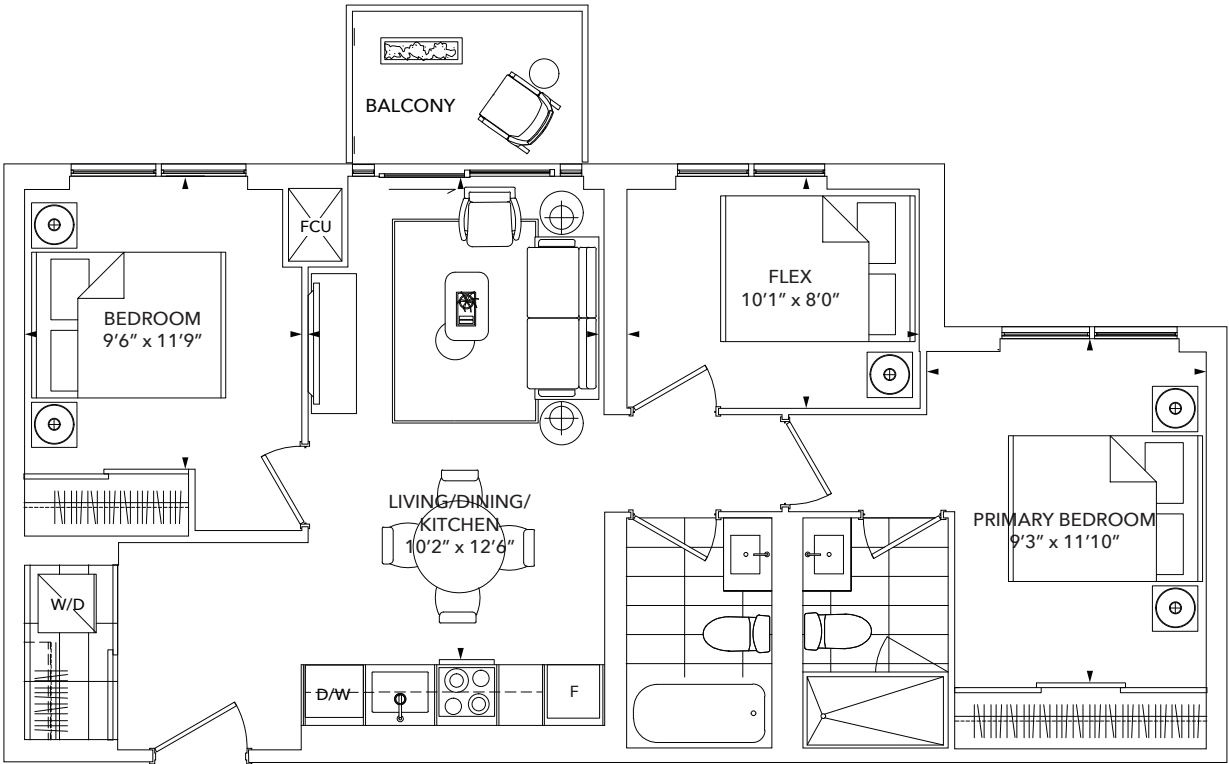 BALCONY
FCU
BEDROOM
9'6" x 11'9"
FLEX
10'1" x 8'0"
LIVING/DINING/
KITCHEN
10'2" x 12'6"
PRIMARY BEDROOM
9'3" x 11'10"
W/D
D/W
F